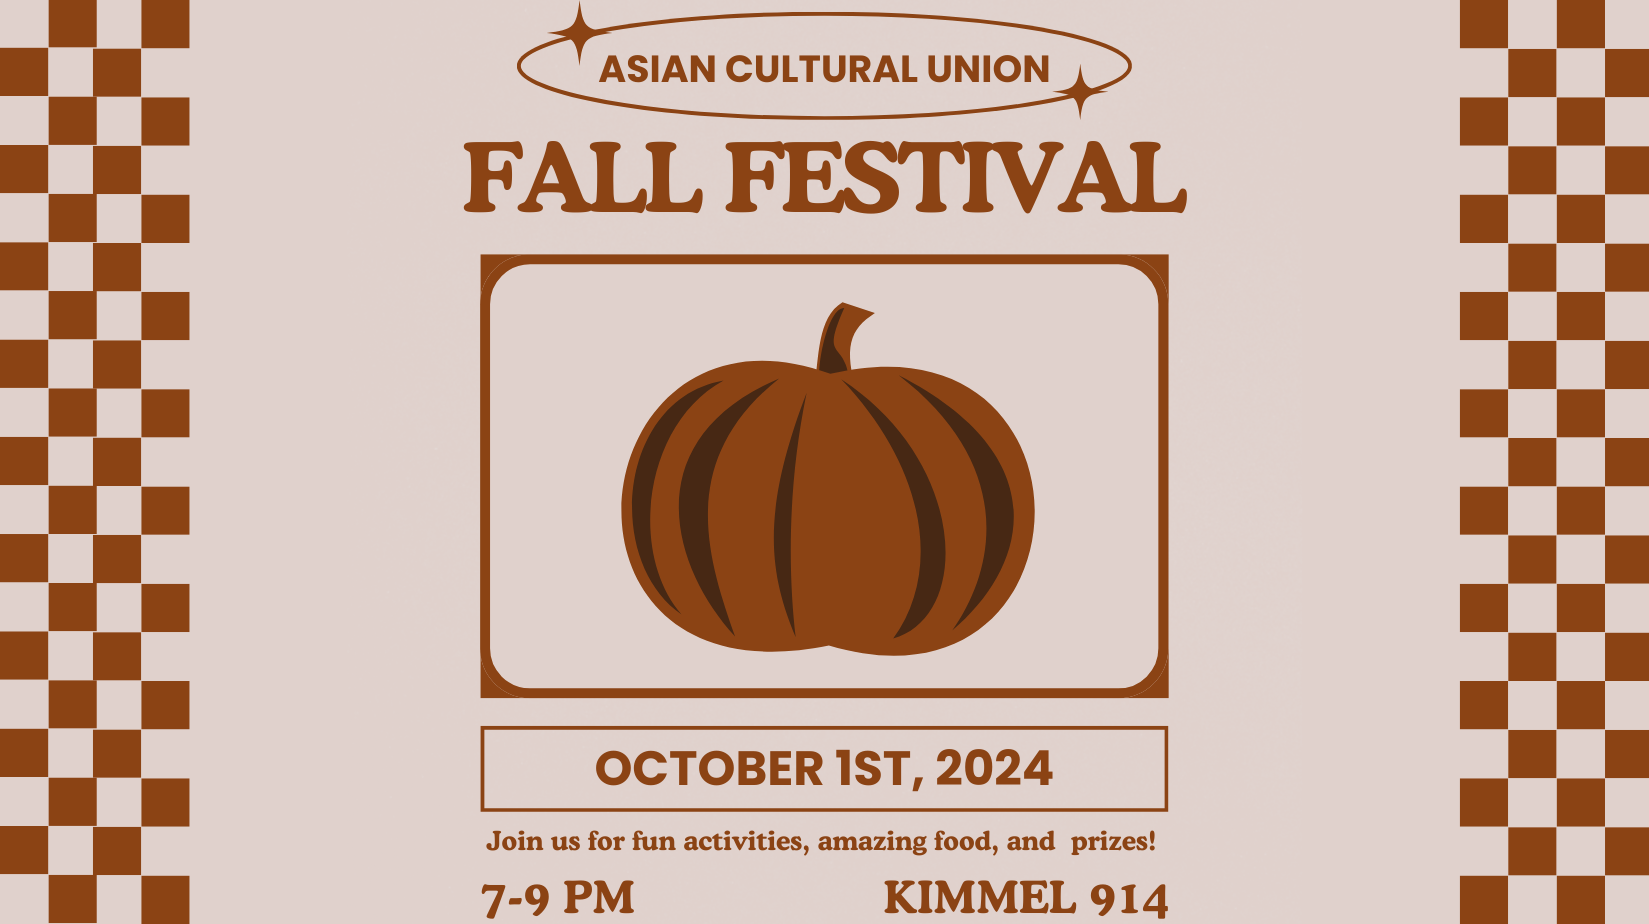 ASIAN CULTURAL UNION
FALL FESTIVAL
OCTOBER 1ST, 2024
Join us for fun activities, amazing food, and prizes!
7-9 PM KIMMEL 914